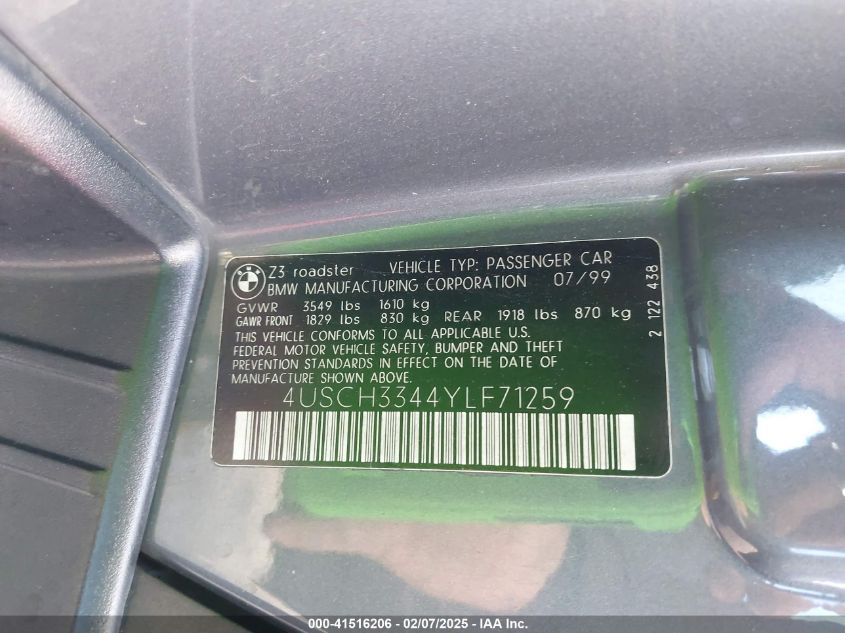 BMW
Z3 roadster VEHICLE TYP: PASSENGER CAR
BMW MANUFACTURING CORPORATION 07/99
GVWR 3549 lbs 1610 kg
GAWR FRONT 1829 lbs 830 kg REAR 1918 lbs 870 kg
THIS VEHICLE CONFORMS TO ALL APPLICABLE U.S.
FEDERAL MOTOR VEHICLE SAFETY, BUMPER AND THEFT
PREVENTION STANDARDS IN EFFECT ON THE DATE OF
MANUFACTURE SHOWN ABOVE.
4USCH3344YLF71259
2 122 438
000-41516206 - 02/07/2025 - IAA Inc.